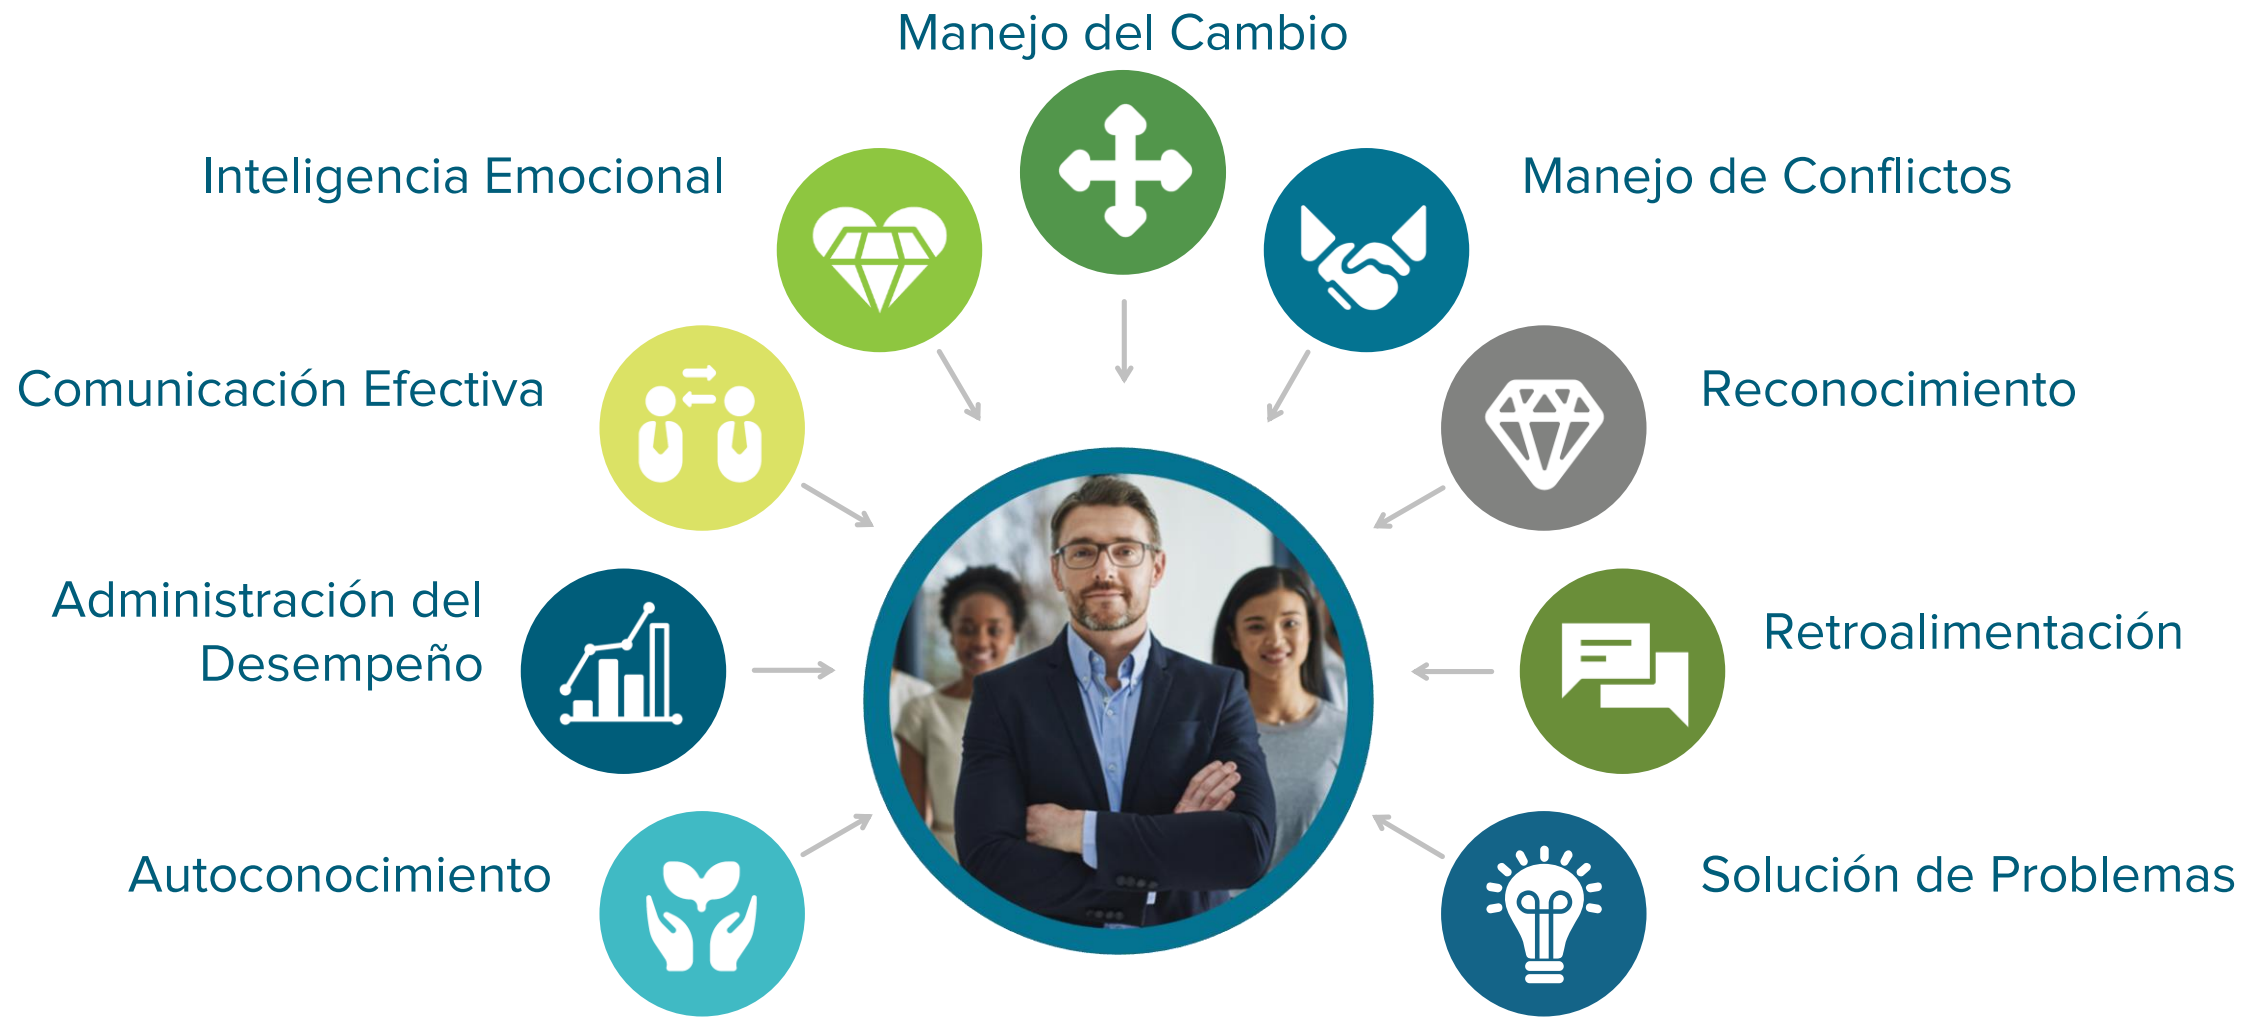 Manejo del Cambio
Inteligencia Emocional
Manejo de Conflictos
Comunicación Efectiva
Reconocimiento
Administración del
Desempeño
Retroalimentación
Autoconocimiento
Solución de Problemas